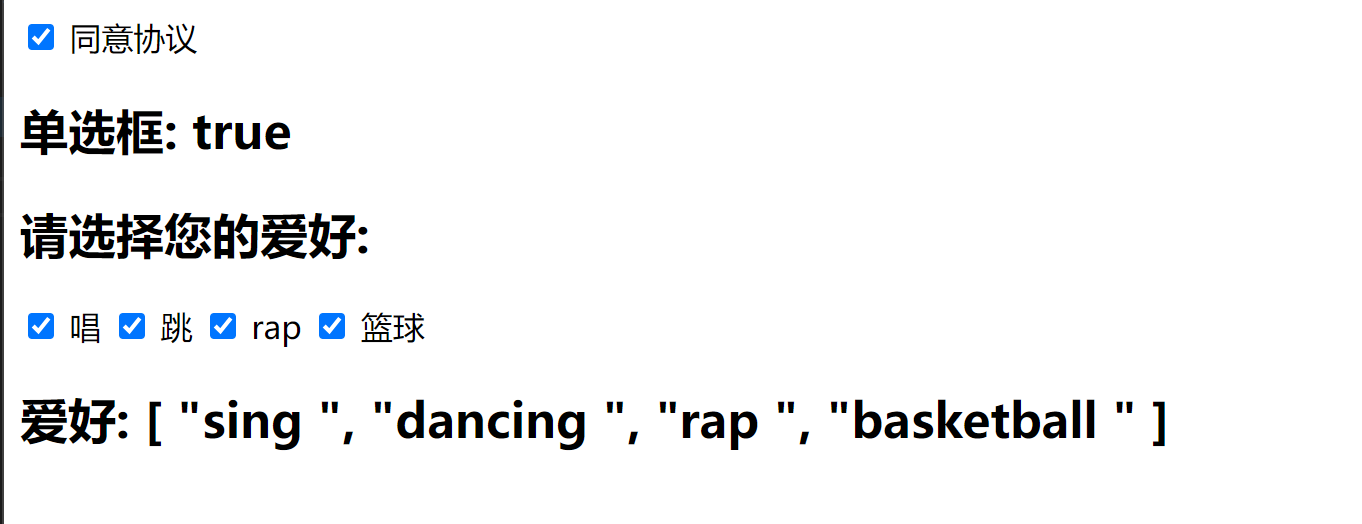 同意协议
单选框: true
请选择您的爱好:
唱 跳 rap 篮球
爱好: [ "sing ", "dancing ", "rap ", "basketball " ]